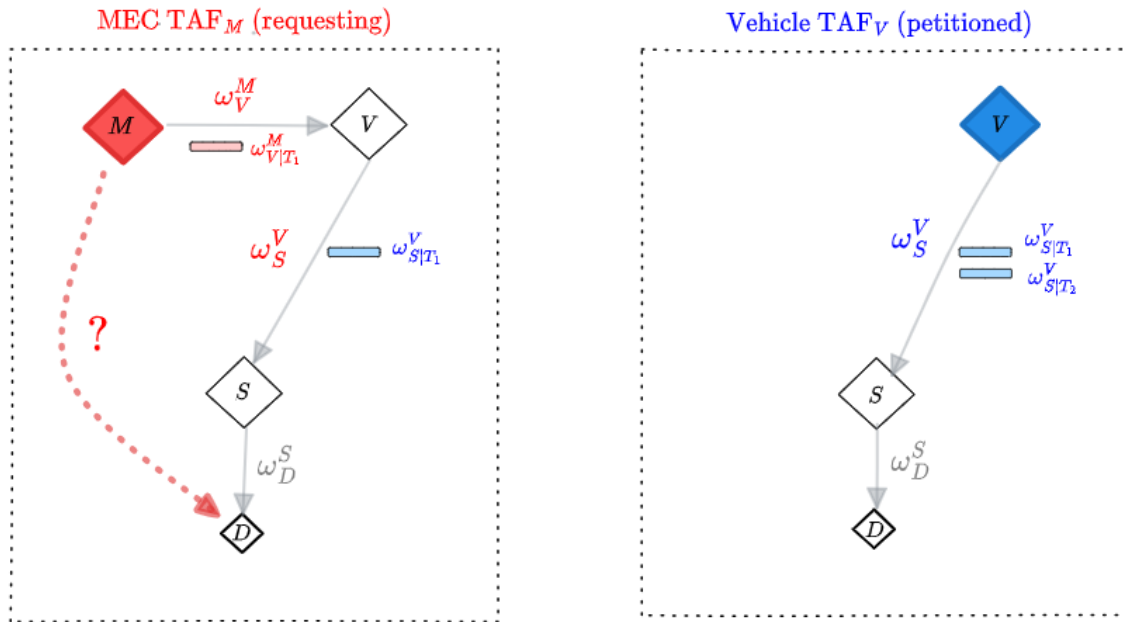 MEC TAF_M (requesting)
Vehicle TAF_V (petitioned)
M
ω^M_V
V
ω^M_{V|T_1}
ω^V_S
ω^V_{S|T_1}
?
S
ω^S_D
D
V
ω^V_S
ω^V_{S|T_1}
ω^V_{S|T_2}
S
ω^S_D
D